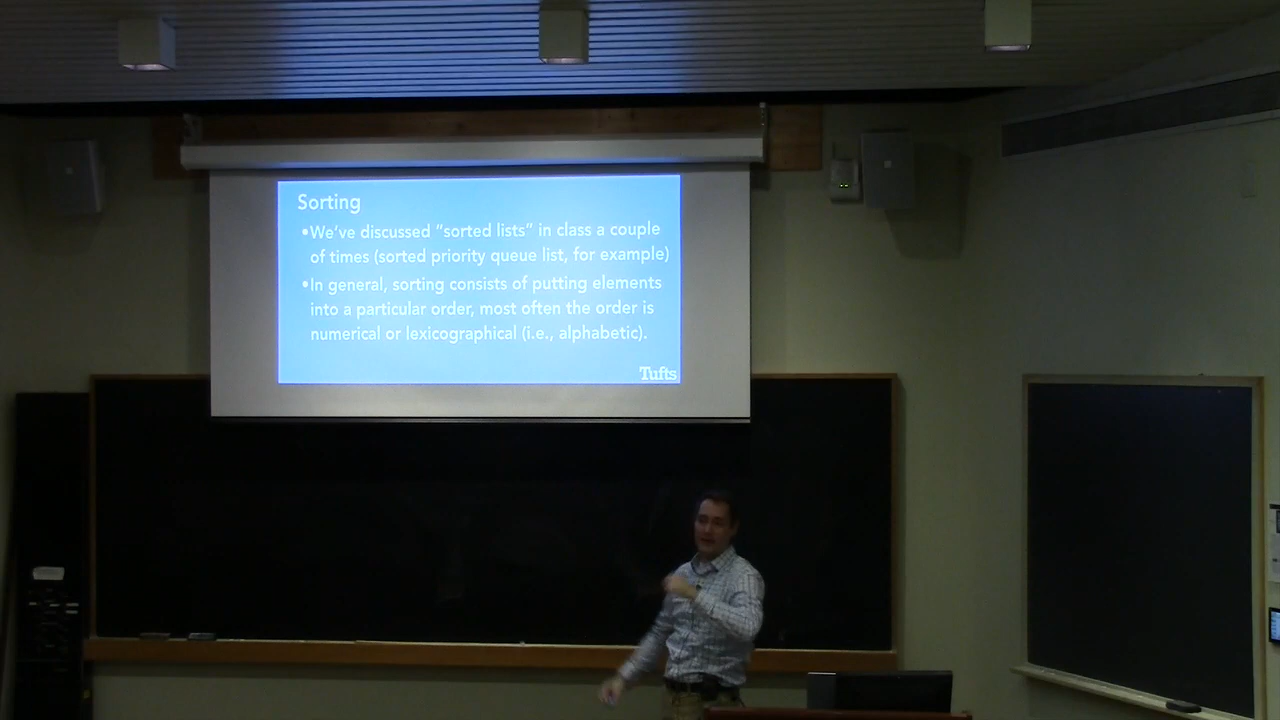 Sorting
•We've discussed "sorted lists" in class a couple
of times (sorted priority queue list, for example)
•In general, sorting consists of putting elements
into a particular order, most often the order is
numerical or lexicographical (i.e., alphabetic).
Tufts